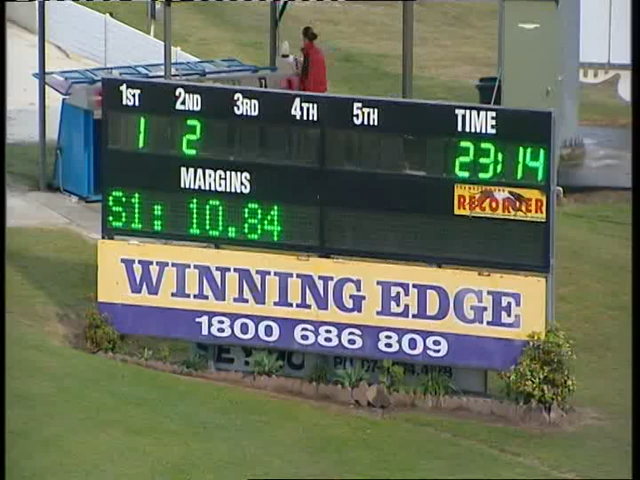 1ST 2ND 3RD 4TH 5TH TIME
1 2 23:14
MARGINS
S1: 10.84
RECORDER
WINNING EDGE
1800 686 809